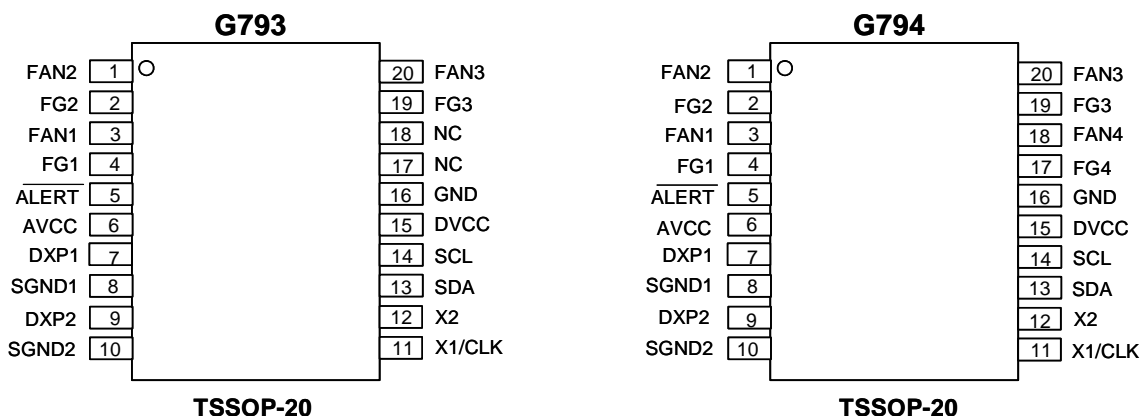 G793
FAN2 1 20 FAN3
FG2 2 19 FG3
FAN1 3 18 NC
FG1 4 17 NC
ALERT 5 16 GND
AVCC 6 15 DVCC
DXP1 7 14 SCL
SGND1 8 13 SDA
DXP2 9 12 X2
SGND2 10 11 X1/CLK
TSSOP-20
G794
FAN2 1 20 FAN3
FG2 2 19 FG3
FAN1 3 18 FAN4
FG1 4 17 FG4
ALERT 5 16 GND
AVCC 6 15 DVCC
DXP1 7 14 SCL
SGND1 8 13 SDA
DXP2 9 12 X2
SGND2 10 11 X1/CLK
TSSOP-20